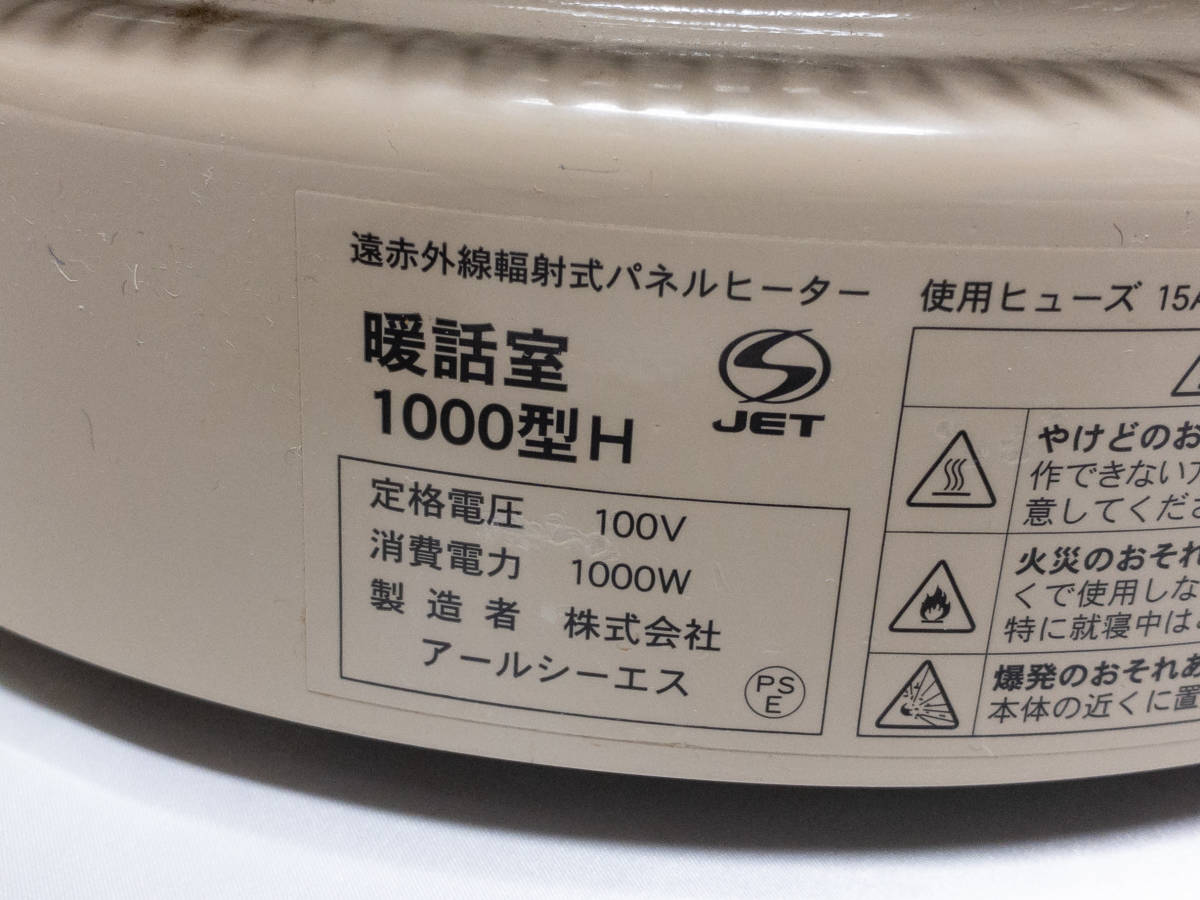 遠赤外線輻射式パネルヒーター
暖話室
1000型H
JET
定格電圧 100V
消費電力 1000W
製造者 株式会社
アールシーエス
PS
E
使用ヒューズ 15A
やけどのお
作できない
意してくださ
火災のおそれ
くで使用しな
特に就寝中は
爆発のおそれあ
本体の近くに置